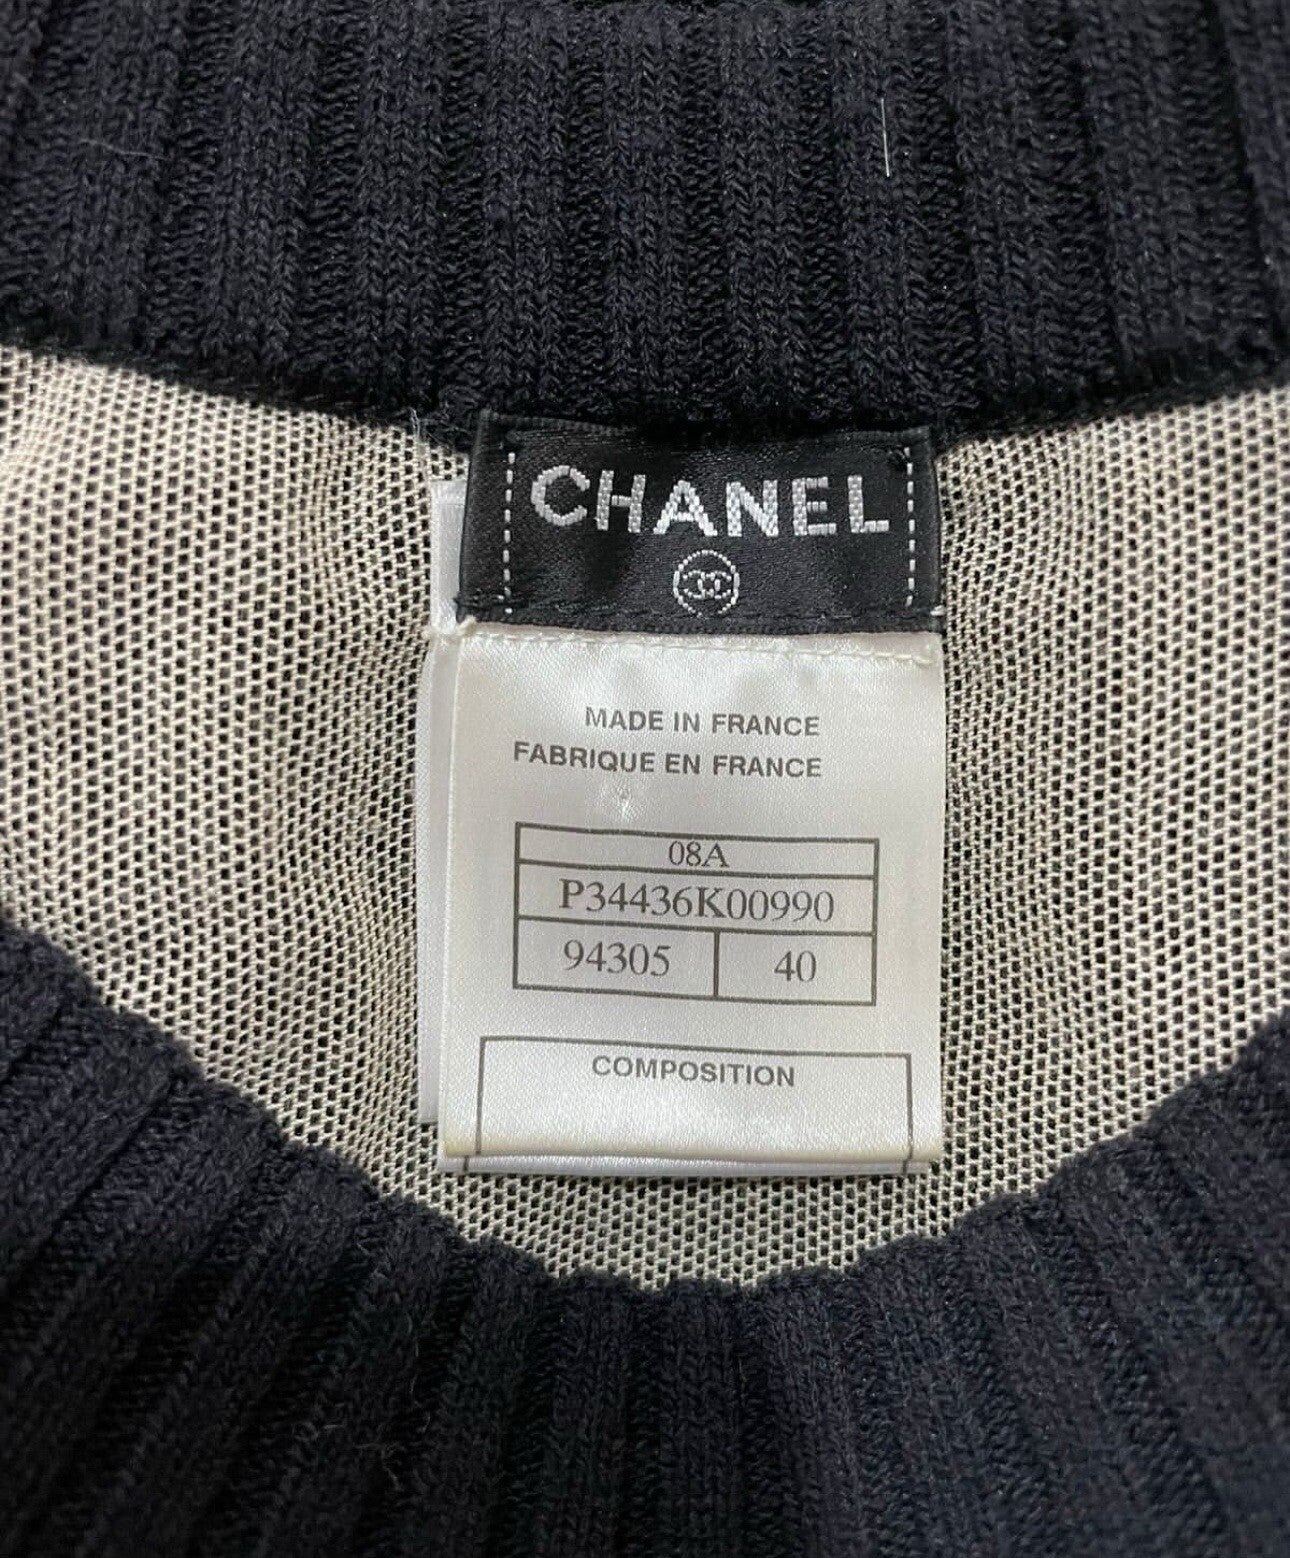 CHANEL
MADE IN FRANCE
FABRIQUE EN FRANCE
08A
P34436K00990
94305 40
COMPOSITION